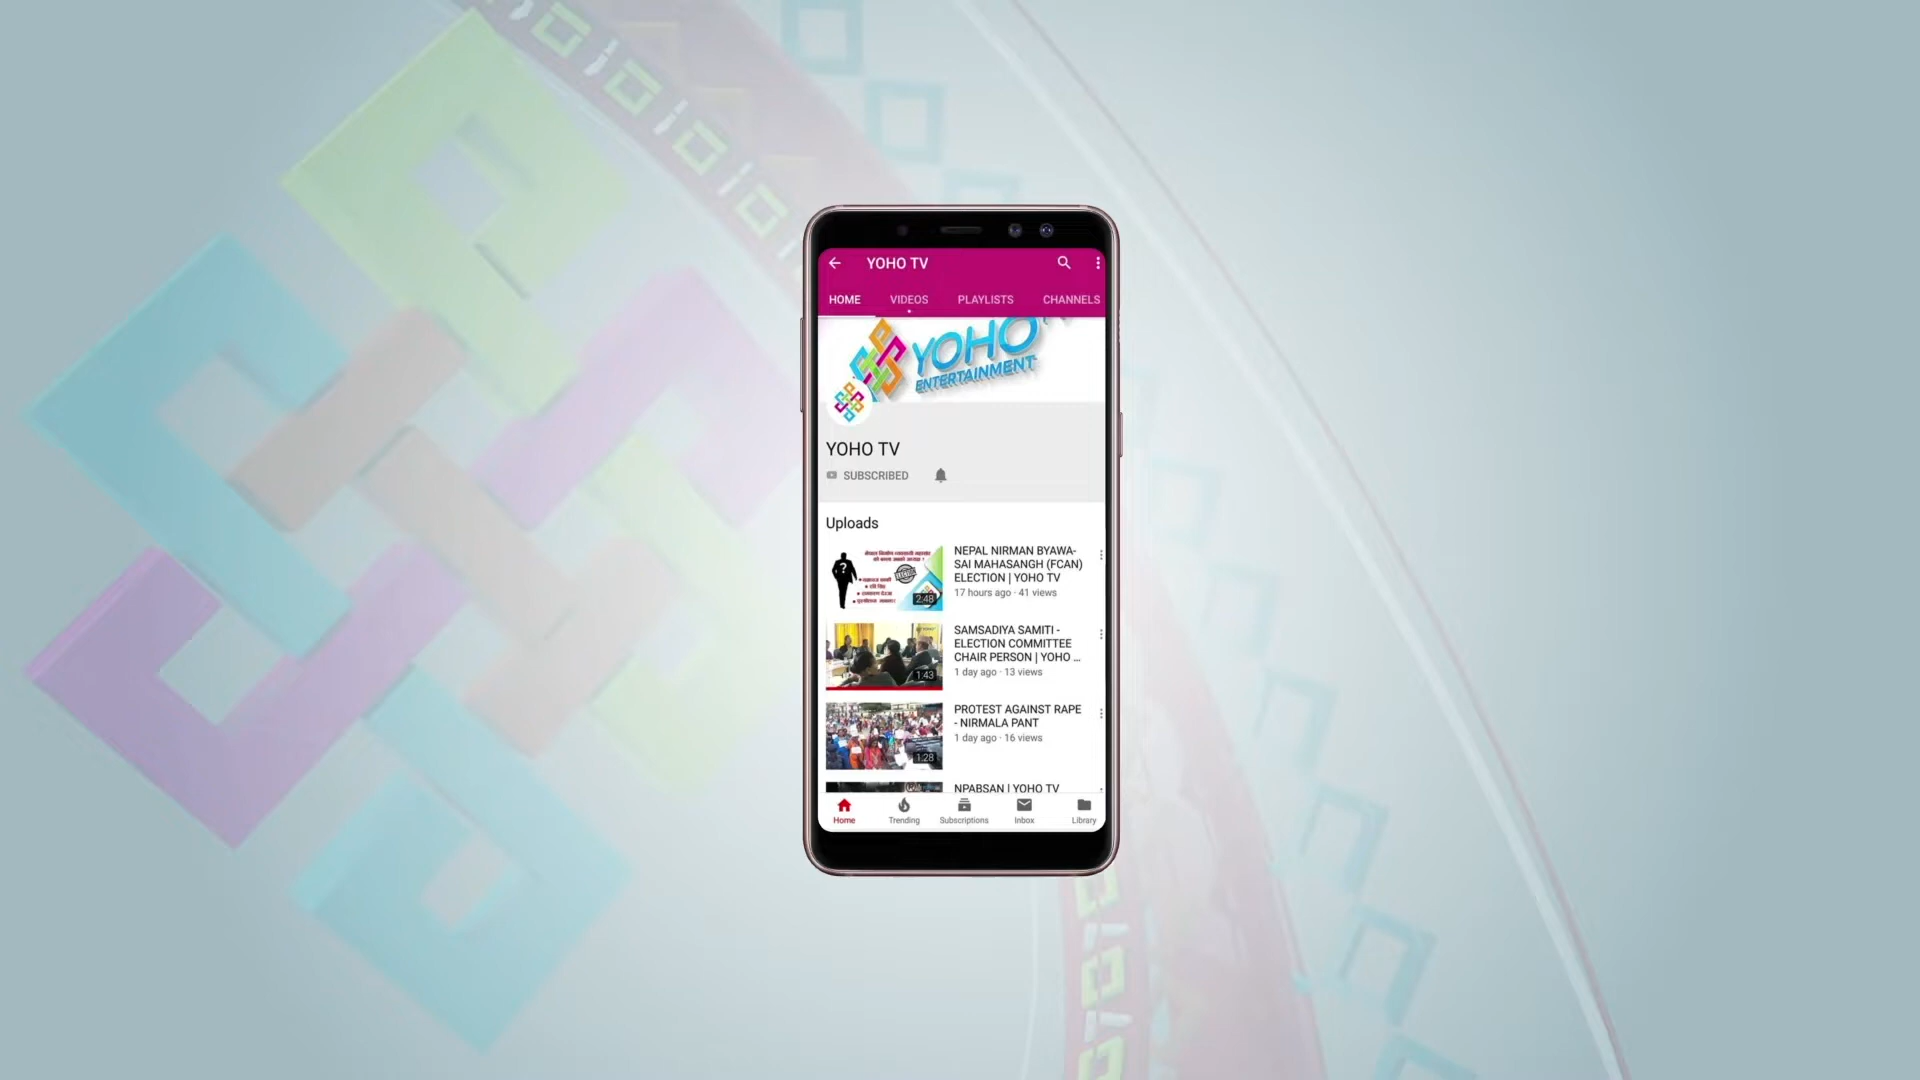 YOHO TV
HOME VIDEOS PLAYLISTS CHANNELS
YOHO
ENTERTAINMENT
YOHO TV
SUBSCRIBED
Uploads
2:48
NEPAL NIRMAN BYAWA-
SAI MAHASANGH (FCAN)
ELECTION | YOHO TV
17 hours ago · 41 views
1:43
SAMSADIYA SAMITI -
ELECTION COMMITTEE
CHAIR PERSON | YOHO ...
1 day ago · 13 views
1:28
PROTEST AGAINST RAPE
- NIRMALA PANT
1 day ago · 16 views
NPABSAN | YOHO TV
Home Trending Subscriptions Inbox Library